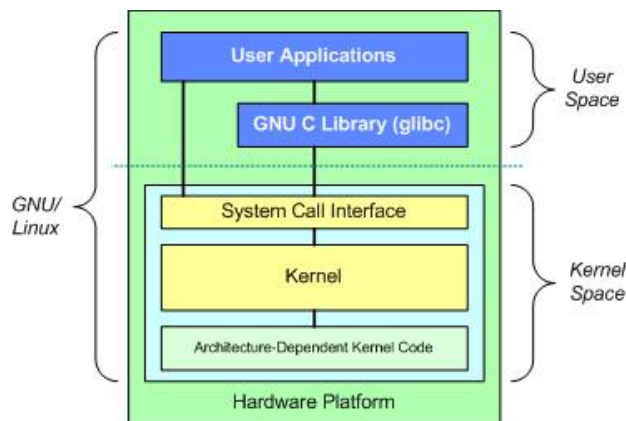 User Applications
User
Space
GNU C Library (glibc)
GNU/
Linux
System Call Interface
Kernel
Kernel
Space
Architecture-Dependent Kernel Code
Hardware Platform